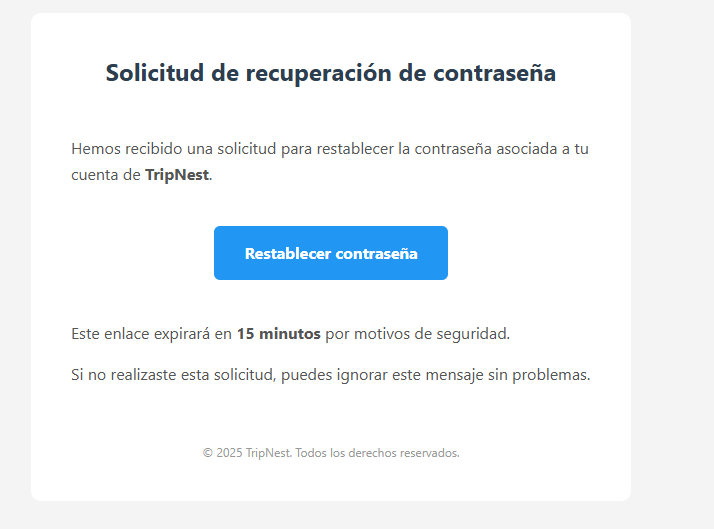 Solicitud de recuperación de contraseña
Hemos recibido una solicitud para restablecer la contraseña asociada a tu
cuenta de TripNest.
Restablecer contraseña
Este enlace expirará en 15 minutos por motivos de seguridad.
Si no realizaste esta solicitud, puedes ignorar este mensaje sin problemas.
© 2025 TripNest. Todos los derechos reservados.